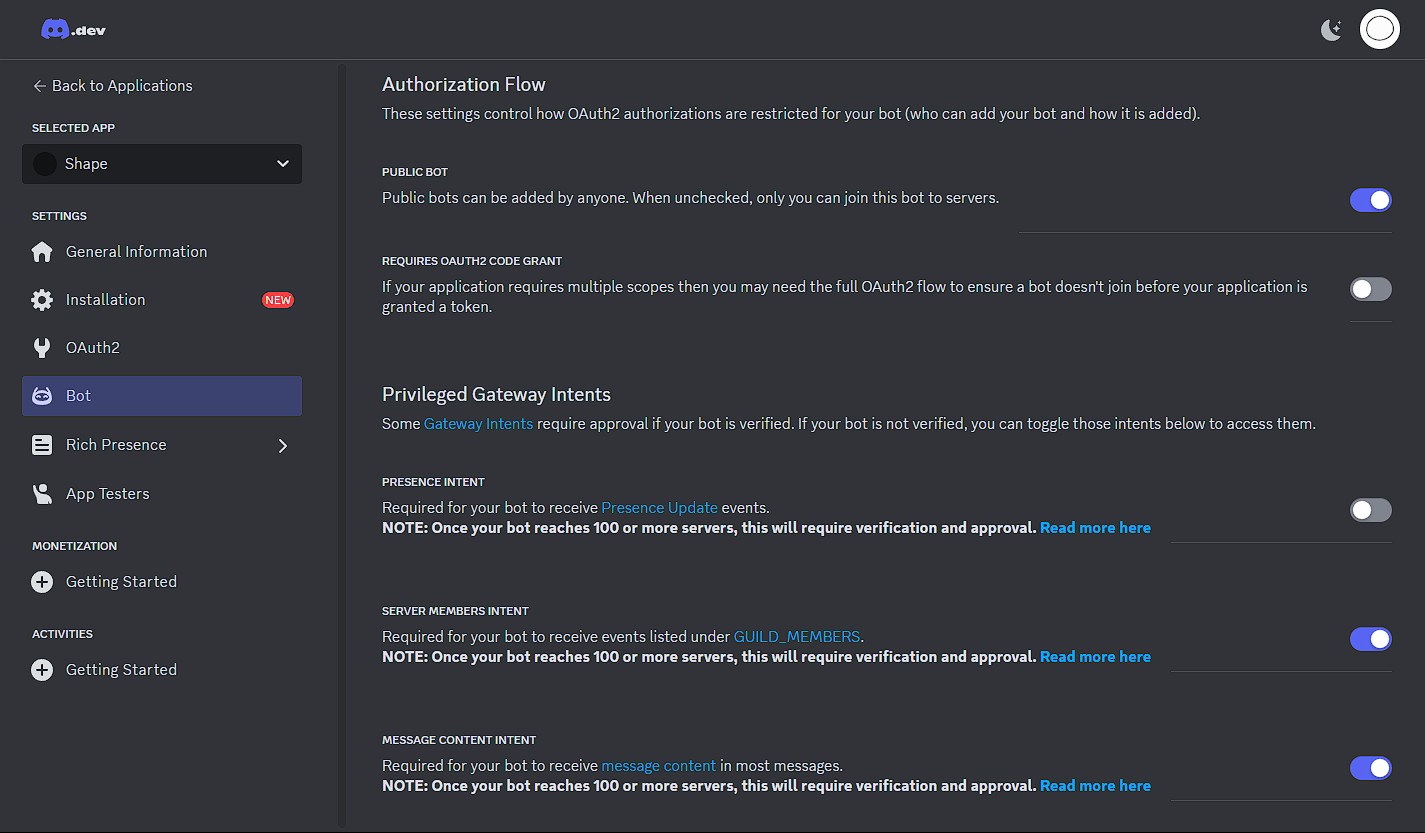 .dev
Back to Applications
SELECTED APP
Shape
SETTINGS
General Information
Installation
NEW
OAuth2
Bot
Rich Presence
App Testers
MONETIZATION
Getting Started
ACTIVITIES
Getting Started
Authorization Flow
These settings control how OAuth2 authorizations are restricted for your bot (who can add your bot and how it is added).
PUBLIC BOT
Public bots can be added by anyone. When unchecked, only you can join this bot to servers.
REQUIRES OAUTH2 CODE GRANT
If your application requires multiple scopes then you may need the full OAuth2 flow to ensure a bot doesn't join before your application is
granted a token.
Privileged Gateway Intents
Some Gateway Intents require approval if your bot is verified. If your bot is not verified, you can toggle those intents below to access them.
PRESENCE INTENT
Required for your bot to receive Presence Update events.
NOTE: Once your bot reaches 100 or more servers, this will require verification and approval. Read more here
SERVER MEMBERS INTENT
Required for your bot to receive events listed under GUILD_MEMBERS.
NOTE: Once your bot reaches 100 or more servers, this will require verification and approval. Read more here
MESSAGE CONTENT INTENT
Required for your bot to receive message content in most messages.
NOTE: Once your bot reaches 100 or more servers, this will require verification and approval. Read more here